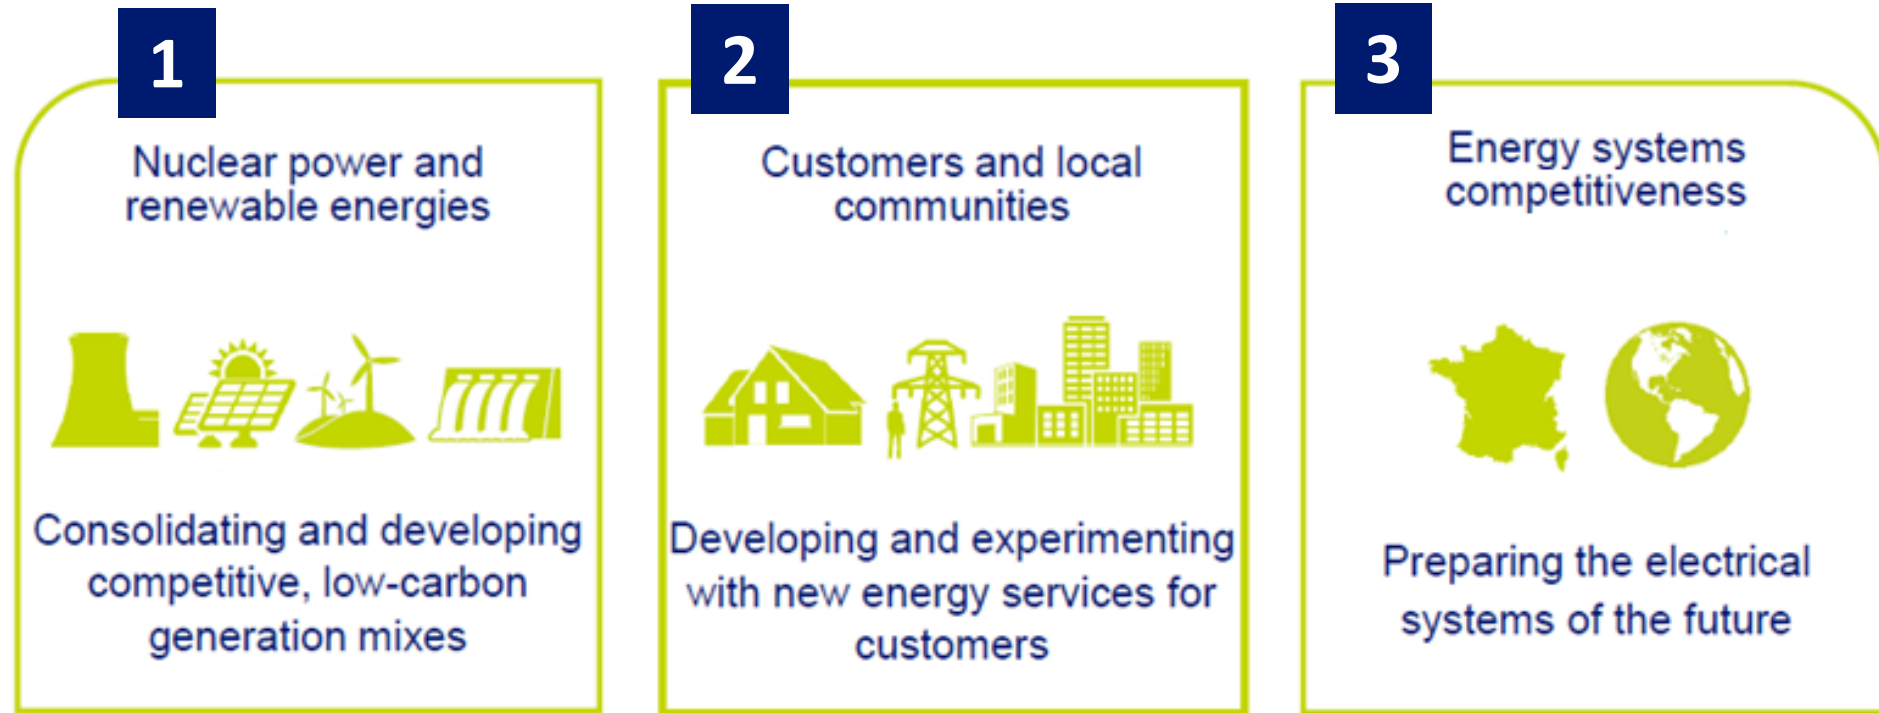 1
Nuclear power and
renewable energies
Consolidating and developing
competitive, low-carbon
generation mixes
2
Customers and local
communities
Developing and experimenting
with new energy services for
customers
3
Energy systems
competitiveness
Preparing the electrical
systems of the future